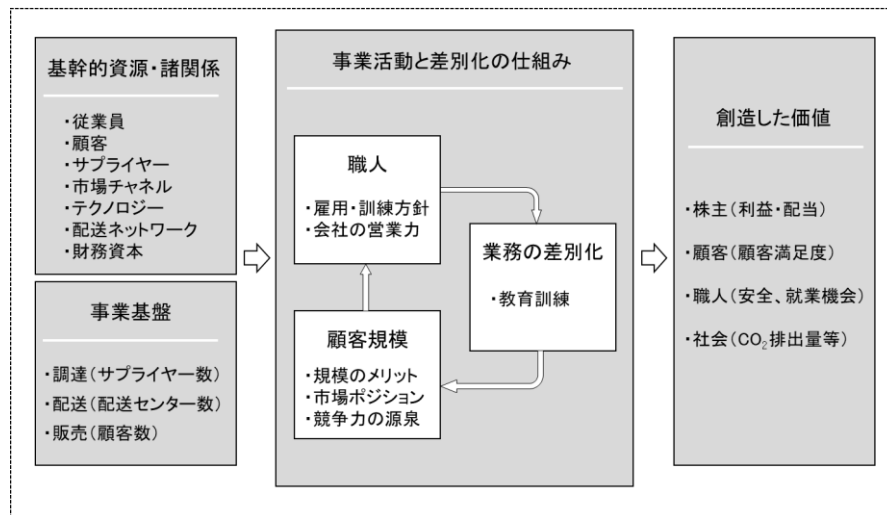 基幹的資源・諸関係
・従業員
・顧客
・サプライヤー
・市場チャネル
・テクノロジー
・配送ネットワーク
・財務資本
事業基盤
・調達（サプライヤー数）
・配送（配送センター数）
・販売（顧客数）
事業活動と差別化の仕組み
職人
・雇用・訓練方針
・会社の営業力
業務の差別化
・教育訓練
顧客規模
・規模のメリット
・市場ポジション
・競争力の源泉
創造した価値
・株主（利益・配当）
・顧客（顧客満足度）
・職人（安全、就業機会）
・社会（CO₂排出量等）